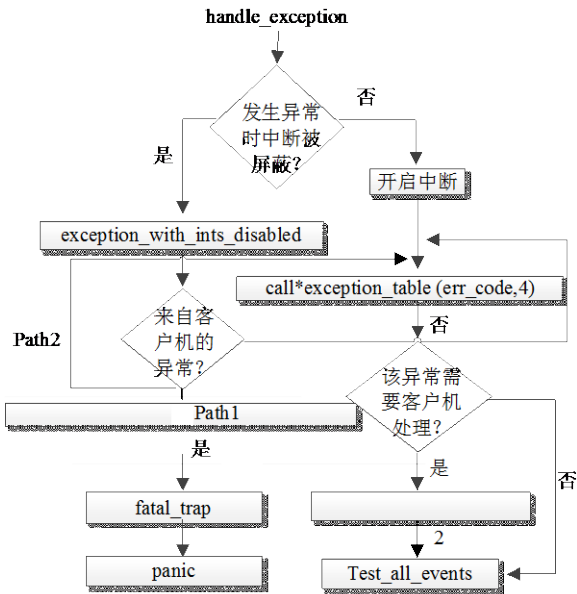 handle_exception
发生异常
时中断被
屏蔽？
否
是
开启中断
exception_with_ints_disabled
call*exception_table (err_code,4)
来自客
户机的
异常？
Path2
否
该异常需
要客户机
处理？
Path1
是
是
否
fatal_trap
2
panic
Test_all_events